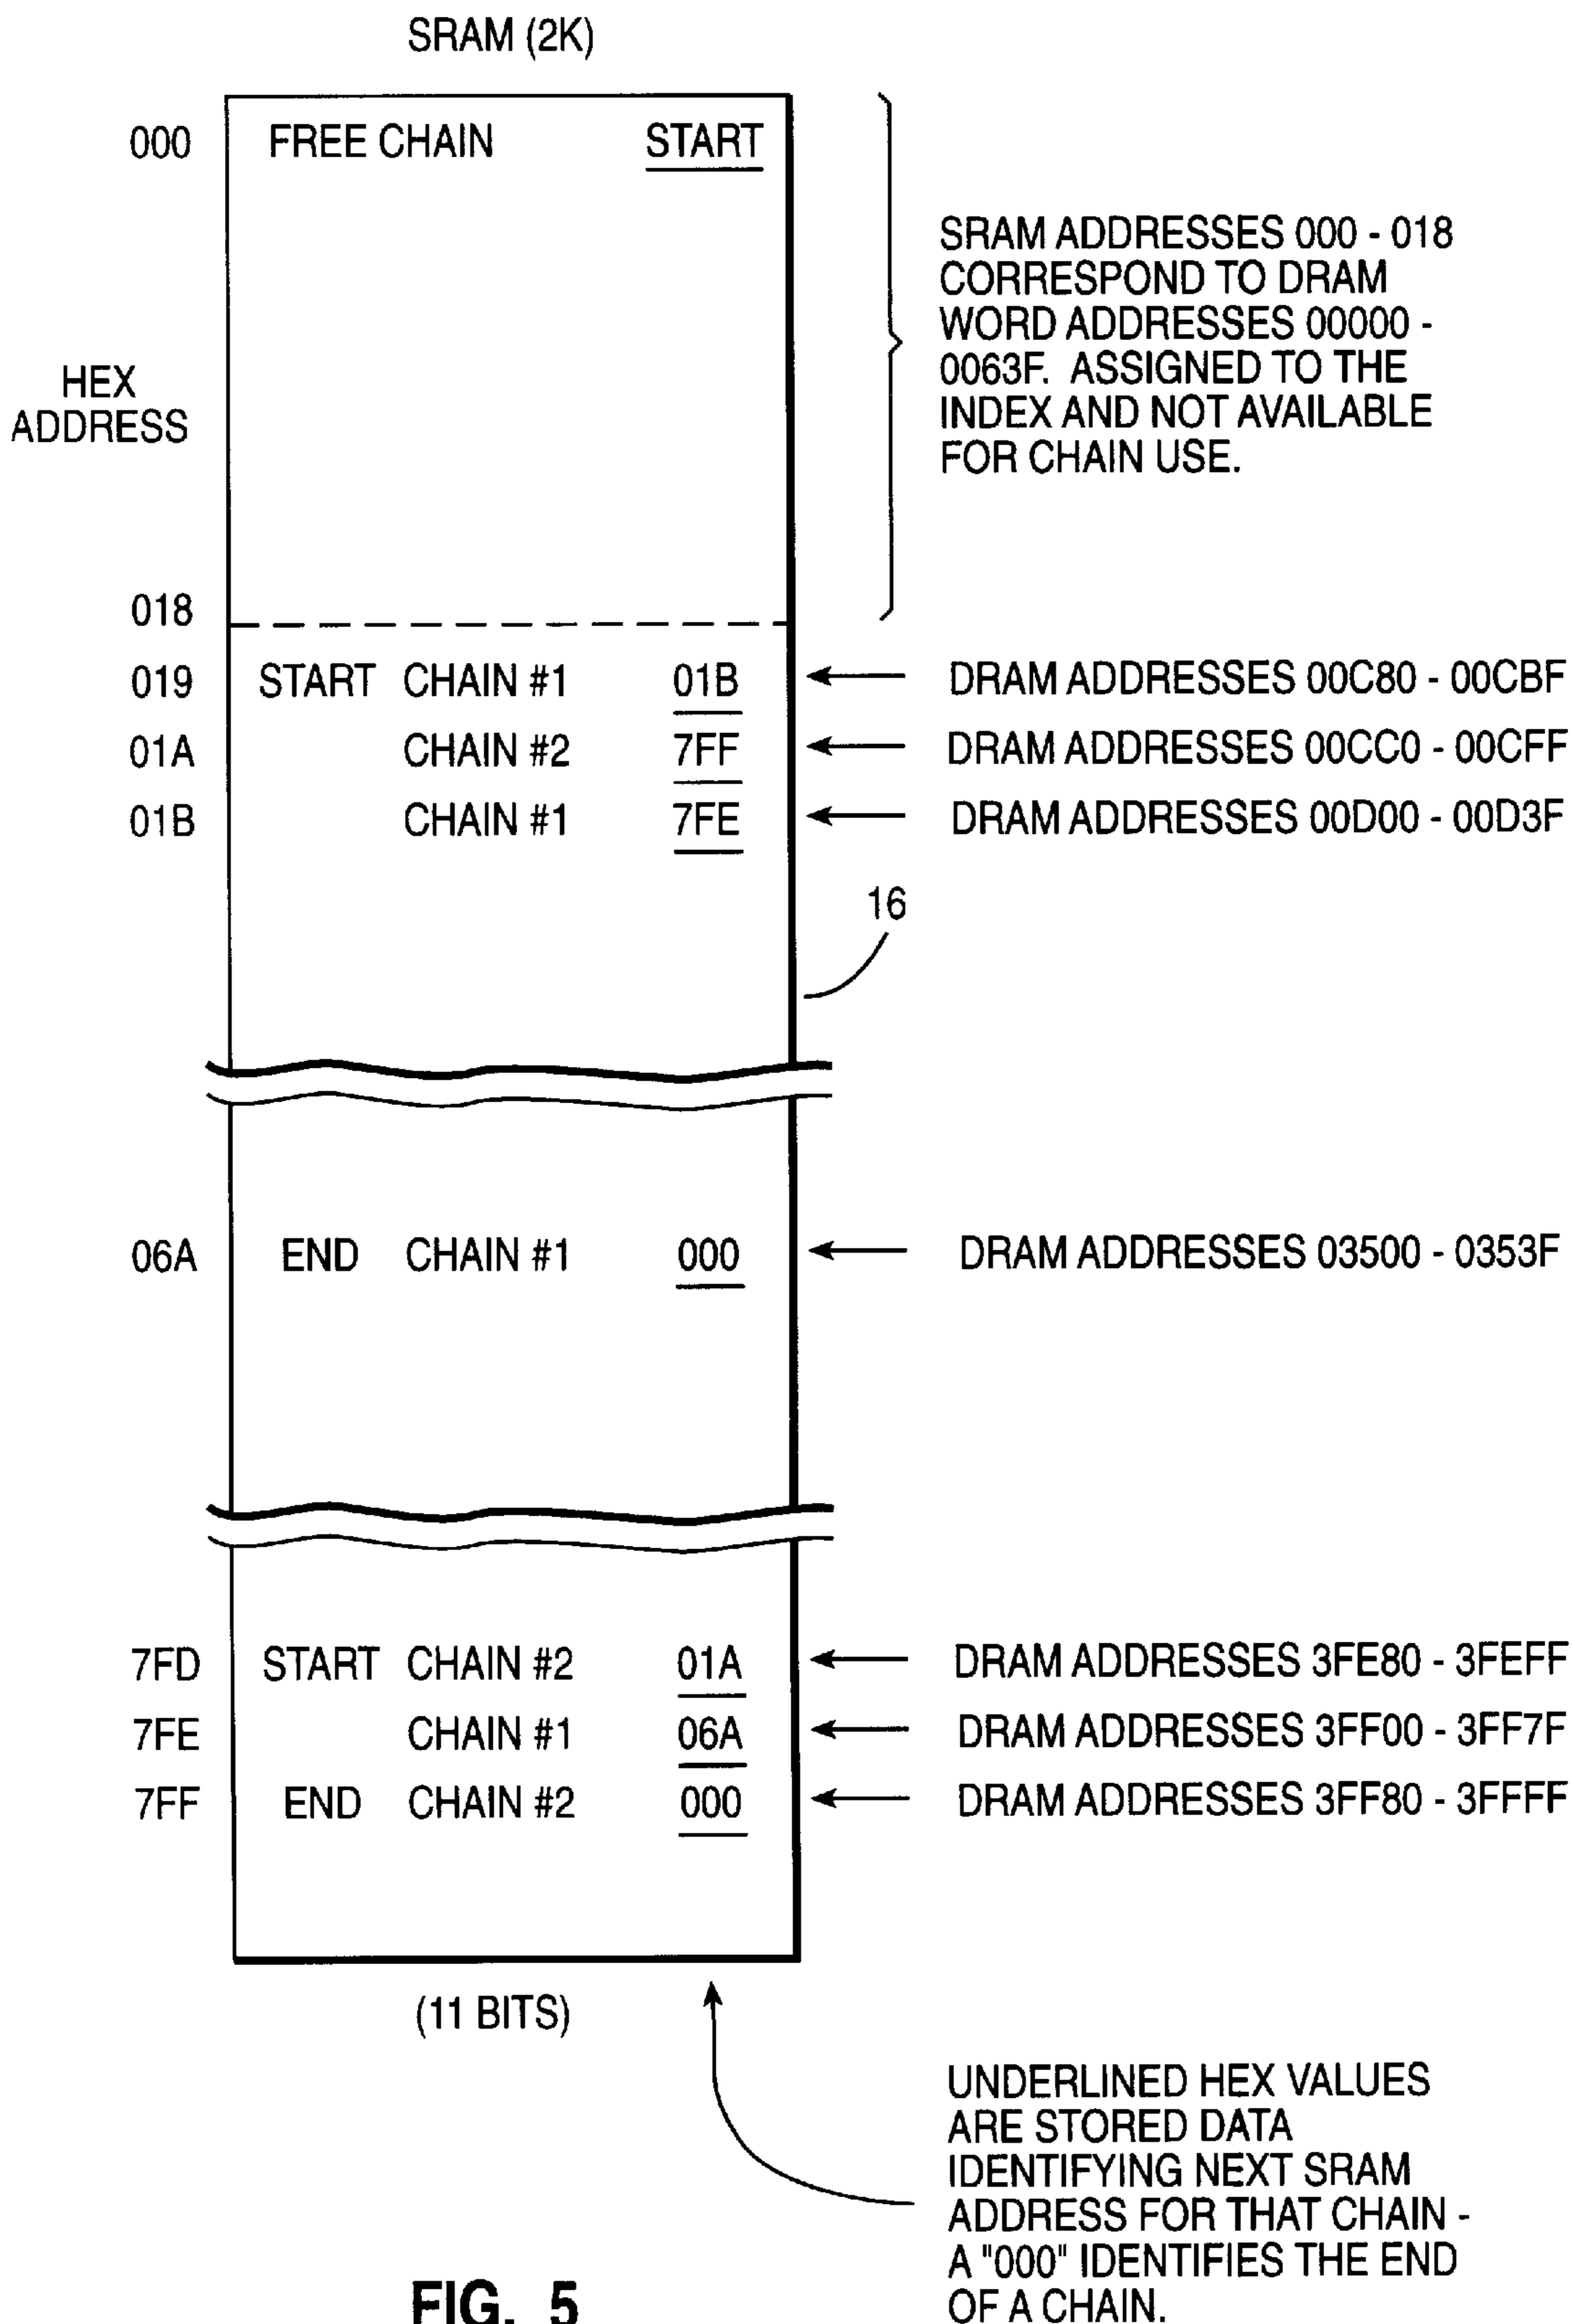 SRAM (2K)
000 FREE CHAIN START
SRAM ADDRESSES 000 - 018
CORRESPOND TO DRAM
WORD ADDRESSES 00000 -
0063F. ASSIGNED TO THE
INDEX AND NOT AVAILABLE
FOR CHAIN USE.
HEX
ADDRESS
018
019 START CHAIN #1 01B DRAM ADDRESSES 00C80 - 00CBF
01A CHAIN #2 7FF DRAM ADDRESSES 00CC0 - 00CFF
01B CHAIN #1 7FE DRAM ADDRESSES 00D00 - 00D3F
16
06A END CHAIN #1 000 DRAM ADDRESSES 03500 - 0353F
7FD START CHAIN #2 01A DRAM ADDRESSES 3FE80 - 3FEFF
7FE CHAIN #1 06A DRAM ADDRESSES 3FF00 - 3FF7F
7FF END CHAIN #2 000 DRAM ADDRESSES 3FF80 - 3FFFF
(11 BITS)
UNDERLINED HEX VALUES
ARE STORED DATA
IDENTIFYING NEXT SRAM
ADDRESS FOR THAT CHAIN -
A "000" IDENTIFIES THE END
OF A CHAIN.
FIG. 5